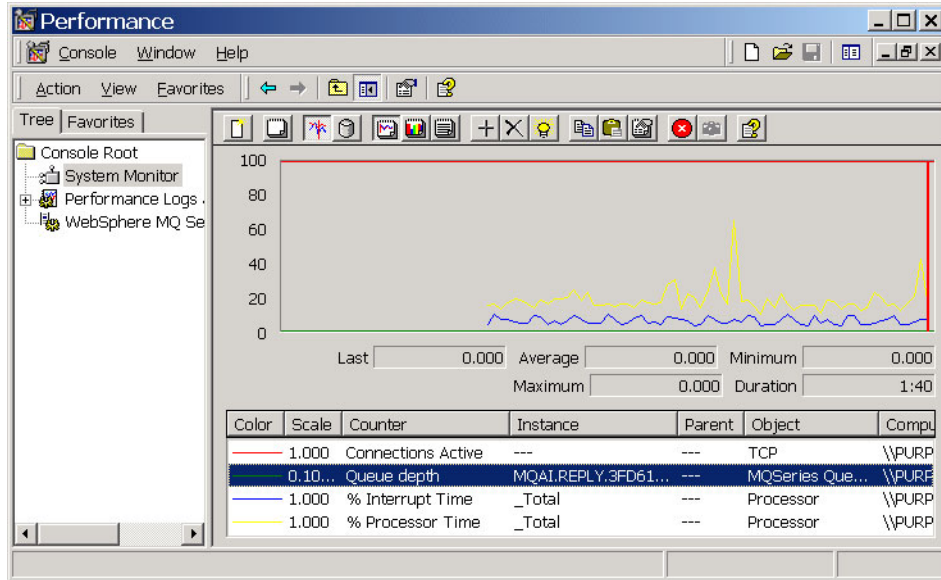 Performance
Console Window Help
Action View Favorites
Tree Favorites
Console Root
System Monitor
Performance Logs
WebSphere MQ Se
100
80
60
40
20
0
Last 0.000 Average 0.000 Minimum 0.000
Maximum 0.000 Duration 1:40
Color Scale Counter Instance Parent Object Compu
1.000 Connections Active --- --- TCP \\PURP
0.10... Queue depth MQAI.REPLY.3FD61... --- MQSeries Que... \\PURP
1.000 % Interrupt Time _Total --- Processor \\PURP
1.000 % Processor Time _Total --- Processor \\PURP